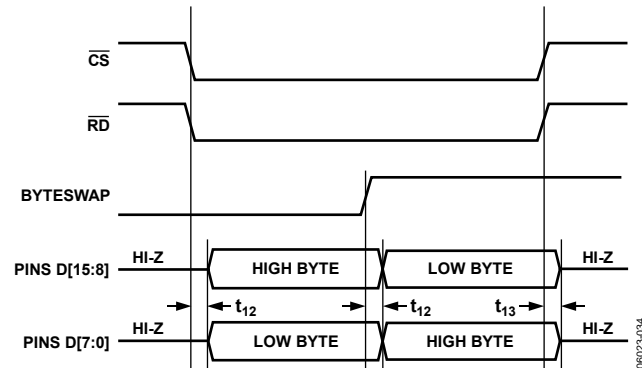 CS
RD
BYTESWAP
PINS D[15:8] HI-Z HIGH BYTE LOW BYTE HI-Z
t12 t12 t13
PINS D[7:0] HI-Z LOW BYTE HIGH BYTE HI-Z
06023-034